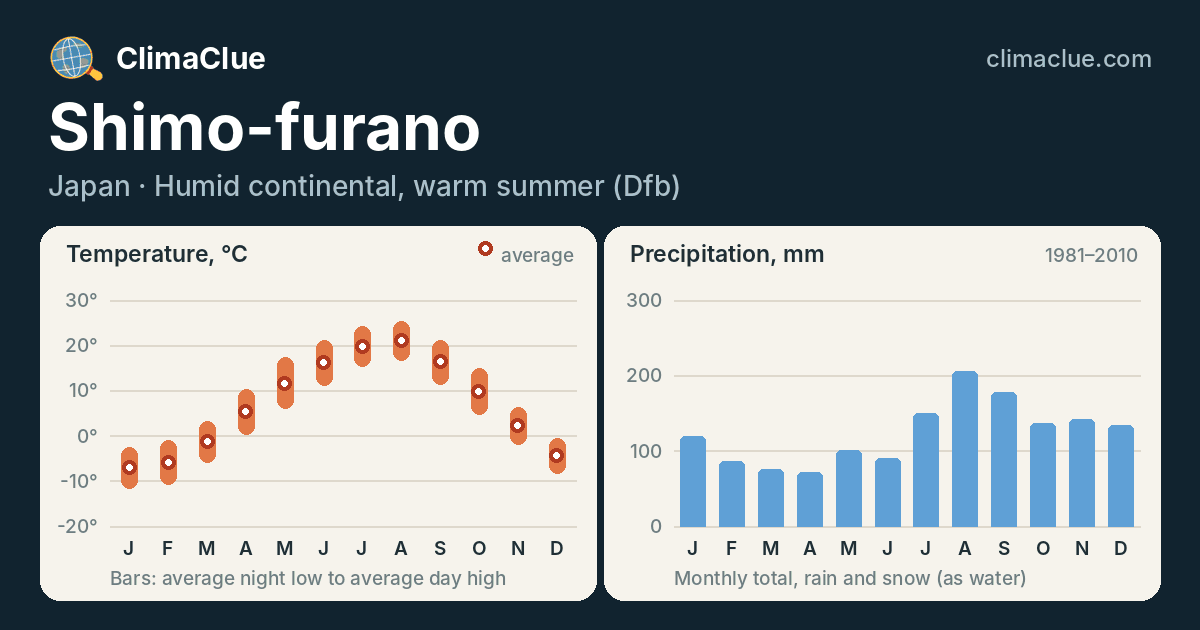 ClimaClue
climaclue.com
Shimo-furano
Japan · Humid continental, warm summer (Dfb)
Temperature, °C
average
30°
20°
10°
0°
-10°
-20°
J F M A M J J A S O N D
Bars: average night low to average day high
Precipitation, mm
1981–2010
300
200
100
0
J F M A M J J A S O N D
Monthly total, rain and snow (as water)